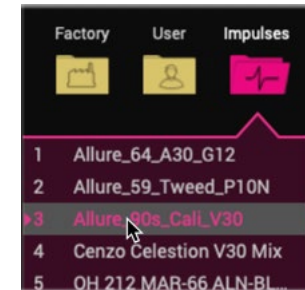 Factory User Impulses
1 Allure_64_A30_G12
2 Allure_59_Tweed_P10N
3 Allure_90s_Cali_V30
4 Cenzo Celestion V30 Mix
5 OH 212 MAR-66 ALN-BL...